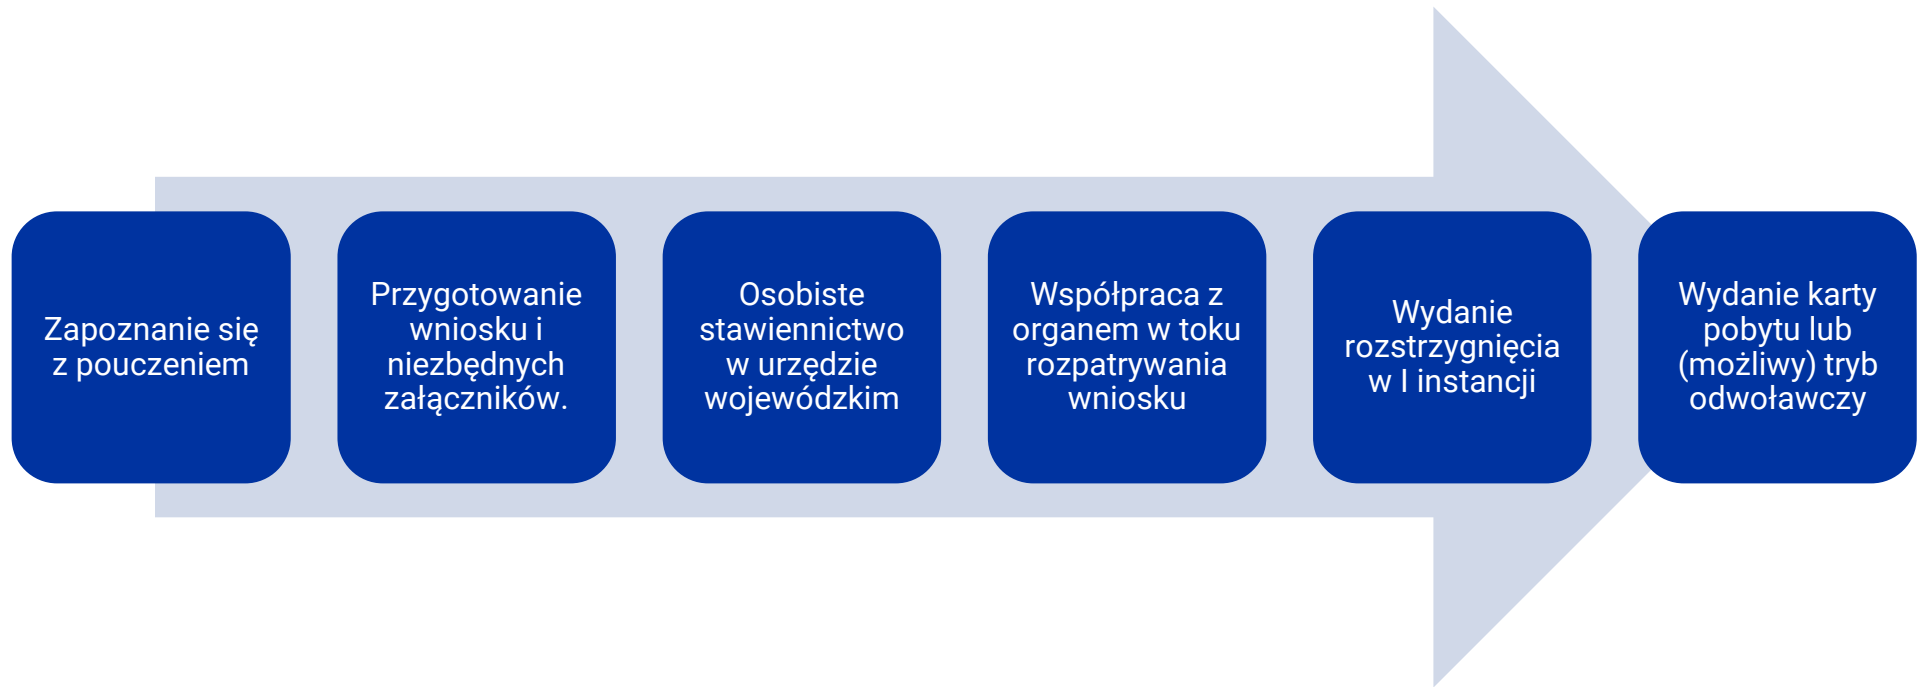 Zapoznanie się
z pouczeniem
Przygotowanie
wniosku i
niezbędnych
załączników.
Osobiste
stawiennictwo
w urzędzie
wojewódzkim
Współpraca z
organem w toku
rozpatrywania
wniosku
Wydanie
rozstrzygnięcia
w I instancji
Wydanie karty
pobytu lub
(możliwy) tryb
odwoławczy